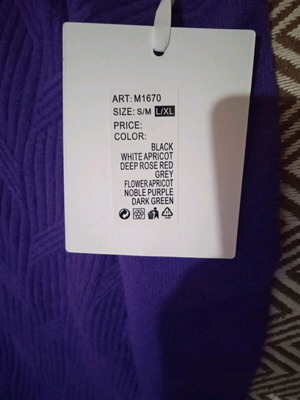 ART: M1670
SIZE: S/M L/XL
PRICE:
COLOR:
BLACK
WHITE APRICOT
DEEP ROSE RED
GREY
FLOWER APRICOT
NOBLE PURPLE
DARK GREEN